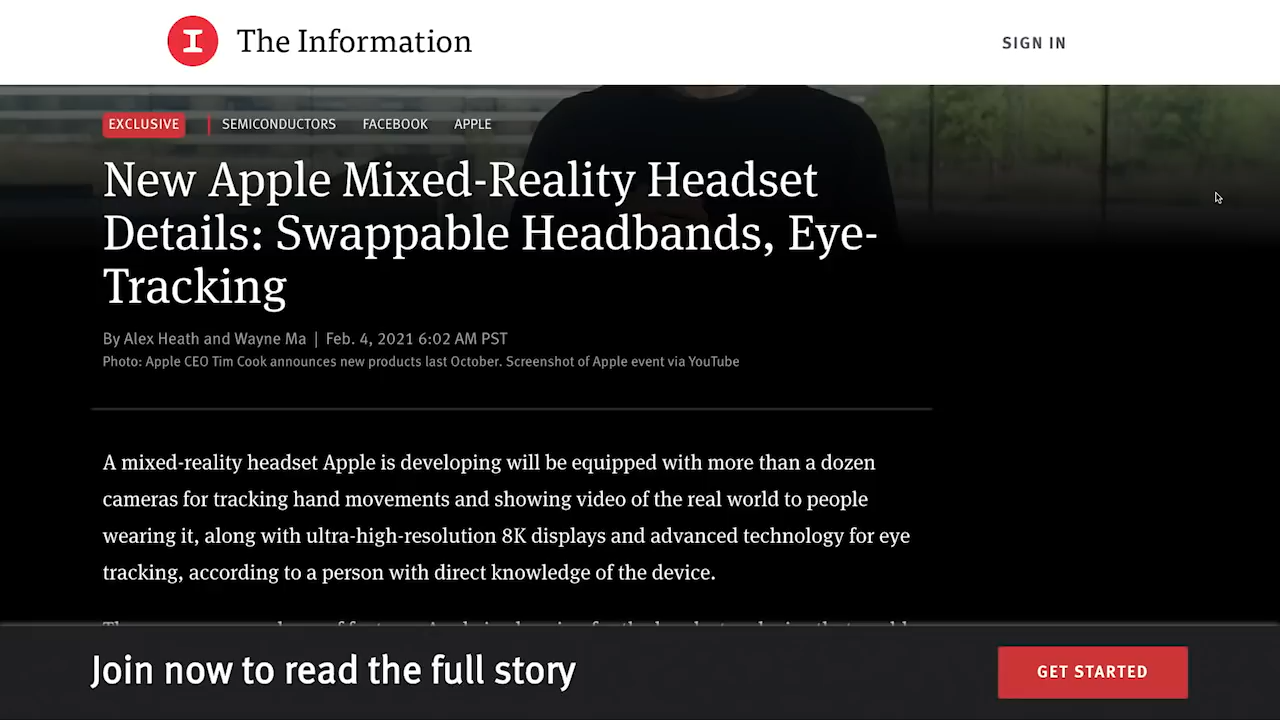 I The Information
SIGN IN
EXCLUSIVE | SEMICONDUCTORS FACEBOOK APPLE
New Apple Mixed-Reality Headset
Details: Swappable Headbands, Eye-
Tracking
By Alex Heath and Wayne Ma | Feb. 4, 2021 6:02 AM PST
Photo: Apple CEO Tim Cook announces new products last October. Screenshot of Apple event via YouTube
A mixed-reality headset Apple is developing will be equipped with more than a dozen
cameras for tracking hand movements and showing video of the real world to people
wearing it, along with ultra-high-resolution 8K displays and advanced technology for eye
tracking, according to a person with direct knowledge of the device.
Join now to read the full story
GET STARTED